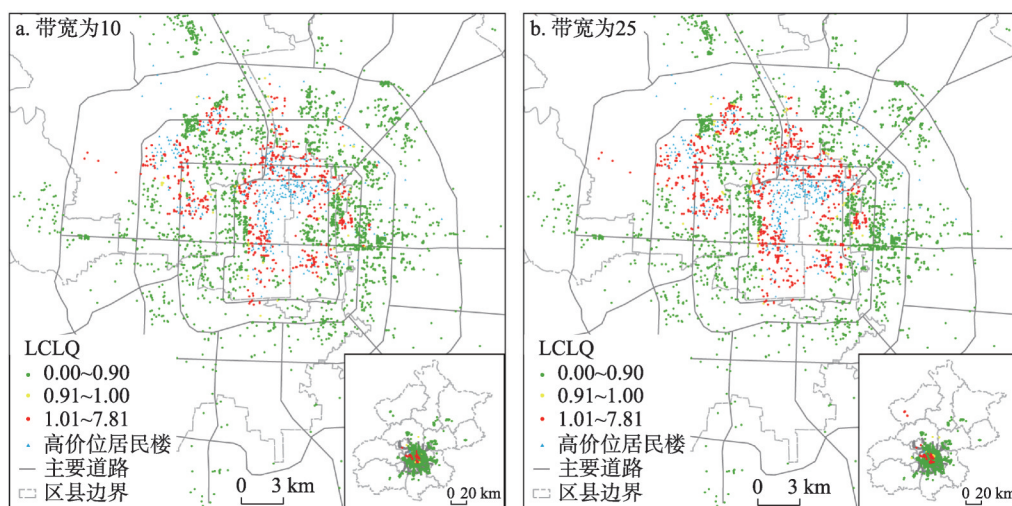 a. 带宽为10
LCLQ
0.00~0.90
0.91~1.00
1.01~7.81
高价位居民楼
主要道路
区县边界
0 3 km
0 20 km
b. 带宽为25
LCLQ
0.00~0.90
0.91~1.00
1.01~7.81
高价位居民楼
主要道路
区县边界
0 3 km
0 20 km